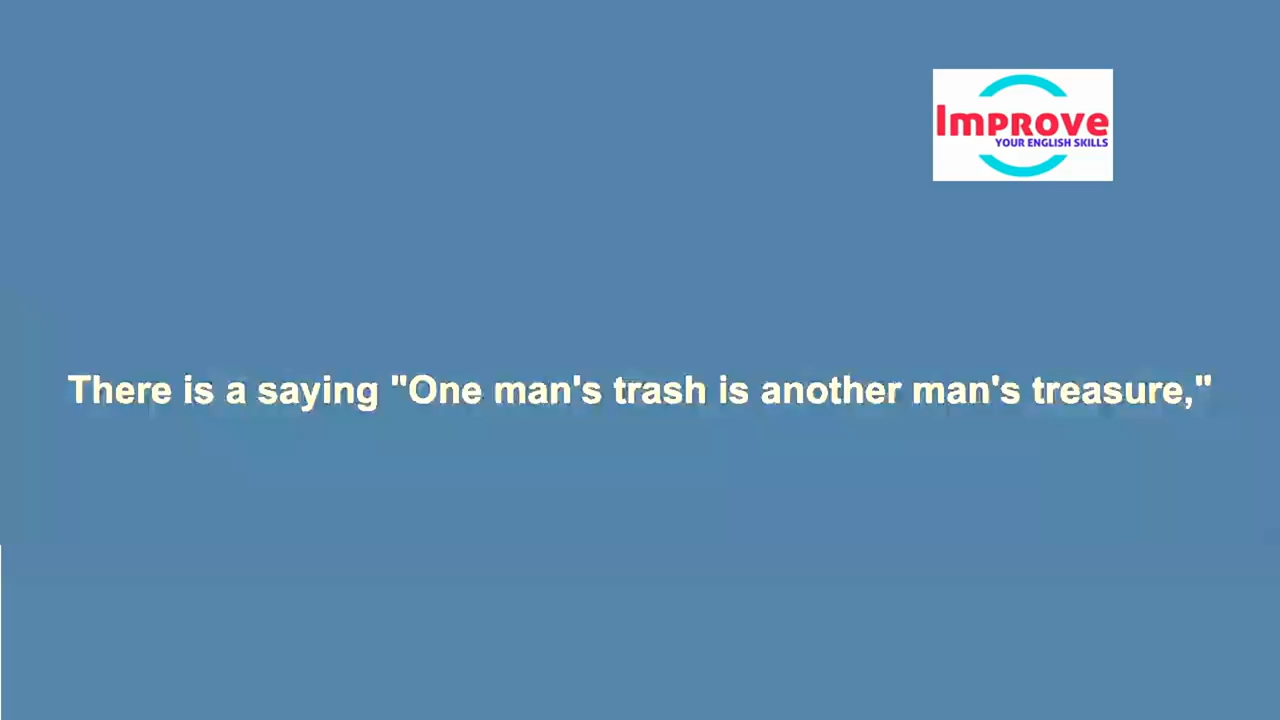 Improve
YOUR ENGLISH SKILLS
There is a saying "One man's trash is another man's treasure,"